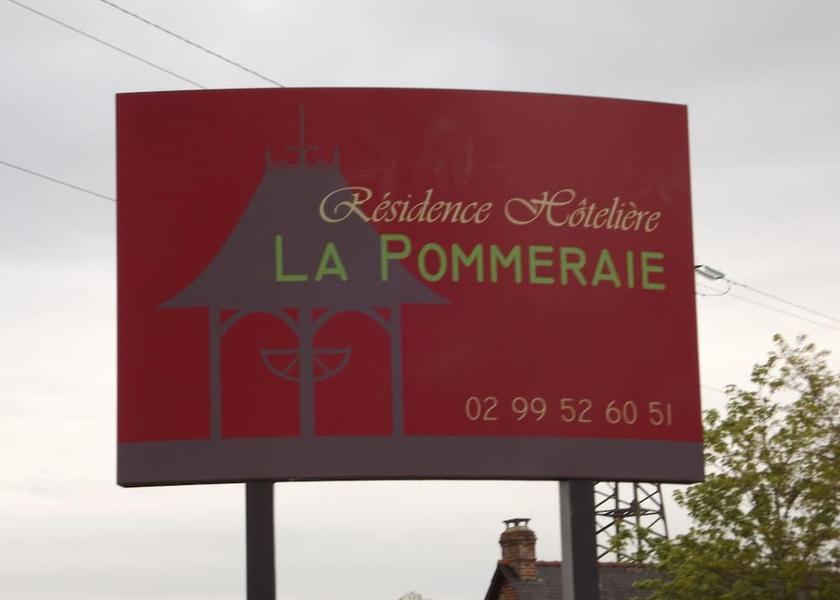 Résidence Hôtelière
LA POMMERAIE
02 99 52 60 51